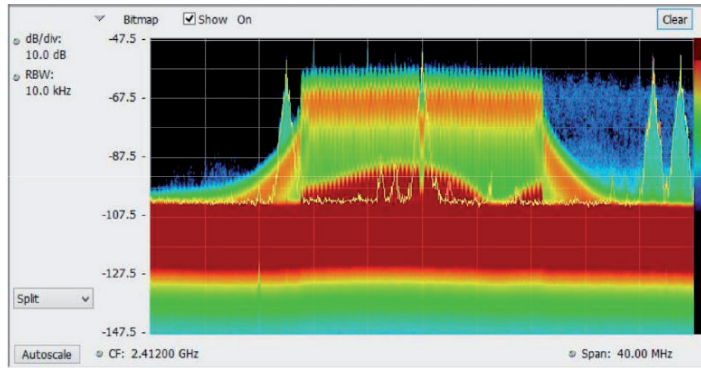 Bitmap Show On Clear
dB/div:
10.0 dB
RBW:
10.0 kHz
-47.5
-67.5
-87.5
-107.5
-127.5
-147.5
Split
Autoscale CF: 2.41200 GHz Span: 40.00 MHz